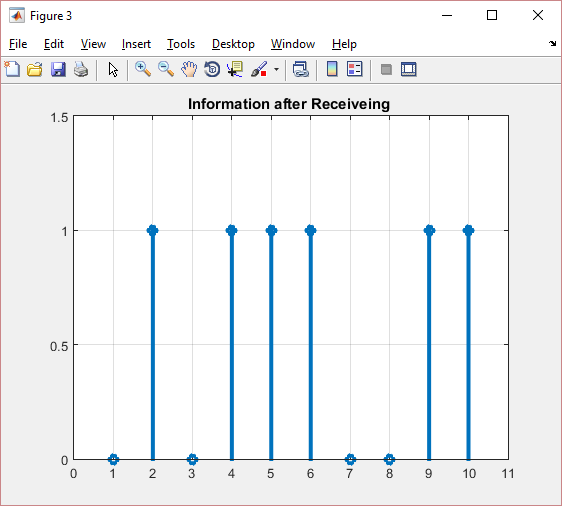 Figure 3
File Edit View Insert Tools Desktop Window Help
Information after Receiveing
1.5
1
0.5
0
0 1 2 3 4 5 6 7 8 9 10 11